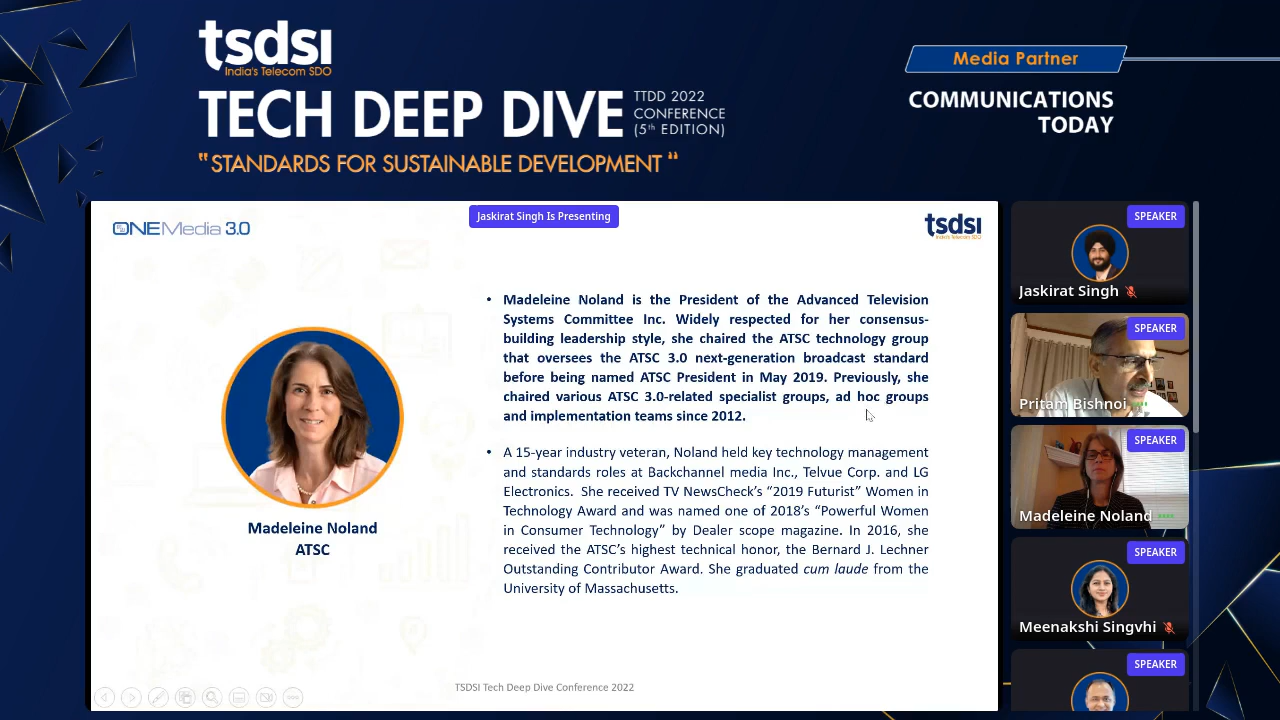 tsdsi
India's Telecom SDO
TECH DEEP DIVE
TTDD 2022
CONFERENCE
(5th EDITION)
"STANDARDS FOR SUSTAINABLE DEVELOPMENT"
Media Partner
COMMUNICATIONS
TODAY
ONEMedia 3.0
Jaskirat Singh Is Presenting
tsdsi
India's Telecom SDO
• Madeleine Noland is the President of the Advanced Television
Systems Committee Inc. Widely respected for her consensus-
building leadership style, she chaired the ATSC technology group
that oversees the ATSC 3.0 next-generation broadcast standard
before being named ATSC President in May 2019. Previously, she
chaired various ATSC 3.0-related specialist groups, ad hoc groups
and implementation teams since 2012.
• A 15-year industry veteran, Noland held key technology management
and standards roles at Backchannel media Inc., Telvue Corp. and LG
Electronics. She received TV NewsCheck's “2019 Futurist” Women in
Technology Award and was named one of 2018's “Powerful Women
in Consumer Technology” by Dealer scope magazine. In 2016, she
received the ATSC's highest technical honor, the Bernard J. Lechner
Outstanding Contributor Award. She graduated cum laude from the
University of Massachusetts.
Madeleine Noland
ATSC
TSDSI Tech Deep Dive Conference 2022
SPEAKER
Jaskirat Singh
SPEAKER
Pritam Bishnoi
SPEAKER
Madeleine Noland
SPEAKER
Meenakshi Singvhi
SPEAKER